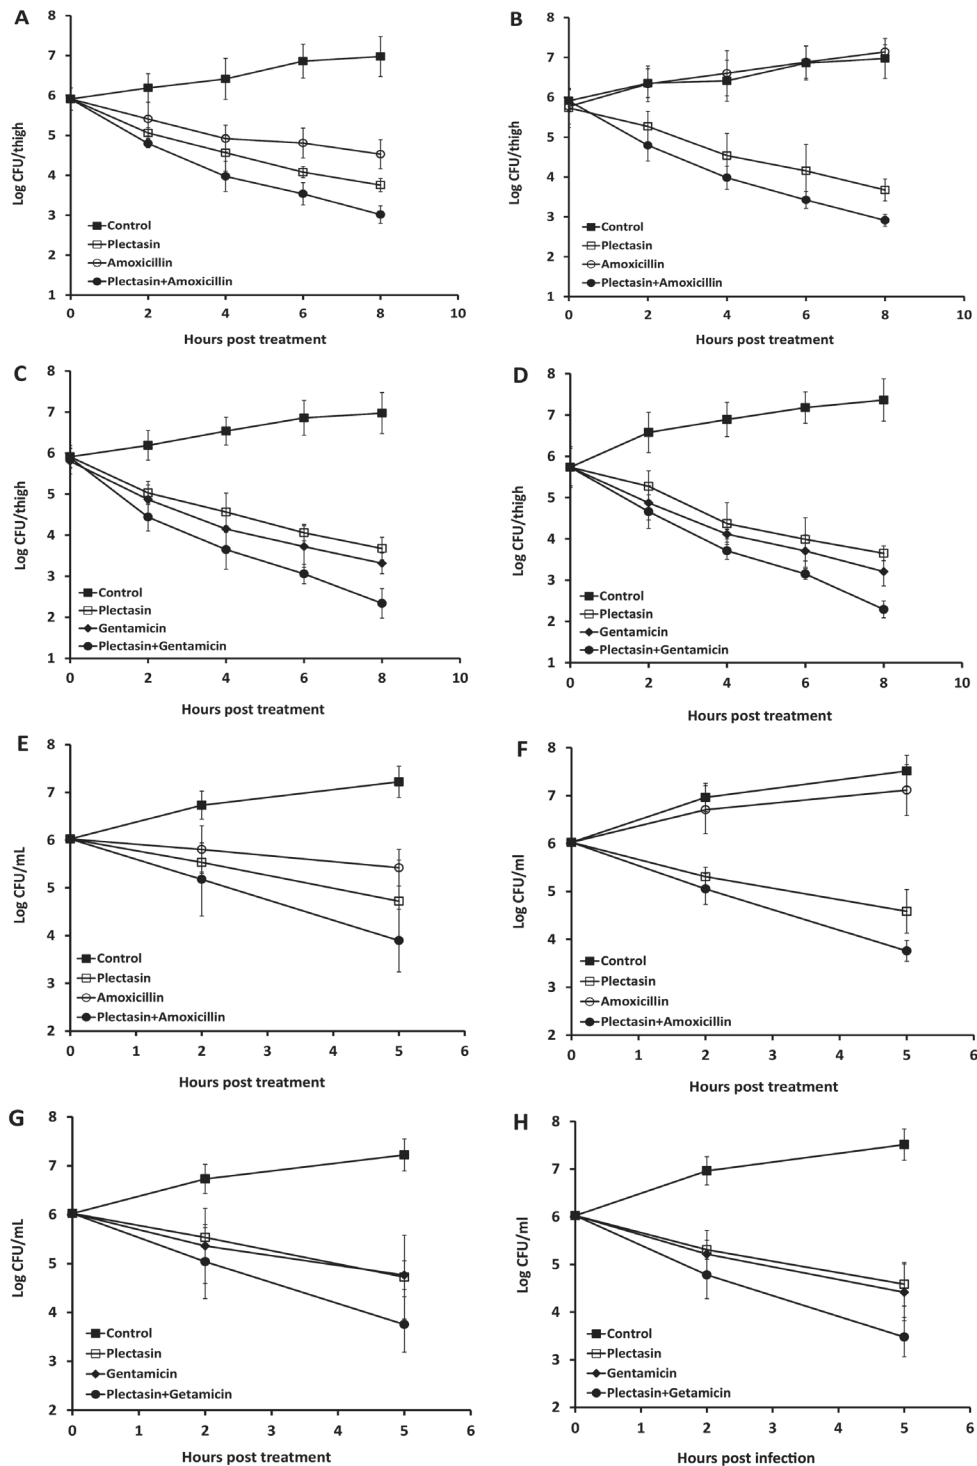 A
8
7
6
5
4
3
2
1
Log CFU/thigh
Control
Plectasin
Amoxicillin
Plectasin+Amoxicillin
0 2 4 6 8 10
Hours post treatment
B
8
7
6
5
4
3
2
1
Log CFU/thigh
Control
Plectasin
Amoxicillin
Plectasin+Amoxicillin
0 2 4 6 8 10
Hours post treatment
C
8
7
6
5
4
3
2
1
Log CFU/thigh
Control
Plectasin
Gentamicin
Plectasin+Gentamicin
0 2 4 6 8 10
Hours post treatment
D
8
7
6
5
4
3
2
1
Log CFU/thigh
Control
Plectasin
Gentamicin
Plectasin+Gentamicin
0 2 4 6 8 10
Hours post treatment
E
8
7
6
5
4
3
2
Log CFU/mL
Control
Plectasin
Amoxicillin
Plectasin+Amoxicillin
0 1 2 3 4 5 6
Hours post treatment
F
8
7
6
5
4
3
2
Log CFU/ml
Control
Plectasin
Amoxicillin
Plectasin+Amoxicillin
0 1 2 3 4 5 6
Hours post treatment
G
8
7
6
5
4
3
2
Log CFU/mL
Control
Plectasin
Gentamicin
Plectasin+Getamicin
0 1 2 3 4 5 6
Hours post treatment
H
8
7
6
5
4
3
2
Log CFU/ml
Control
Plectasin
Gentamicin
Plectasin+Getamicin
0 1 2 3 4 5 6
Hours post infection